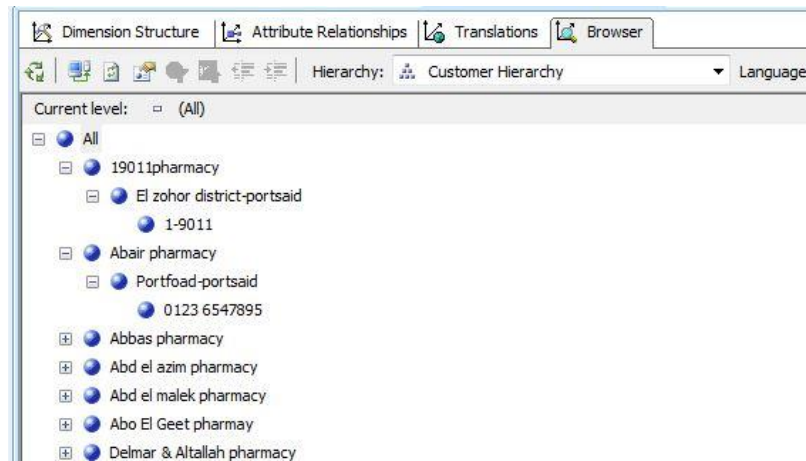 Dimension Structure Attribute Relationships Translations Browser
Hierarchy: Customer Hierarchy Language
Current level: (All)
All
19011pharmacy
El zohor district-portsaid
1-9011
Abair pharmacy
Portfoad-portsaid
0123 6547895
Abbas pharmacy
Abd el azim pharmacy
Abd el malek pharmacy
Abo El Geet pharmay
Delmar & Altallah pharmacy